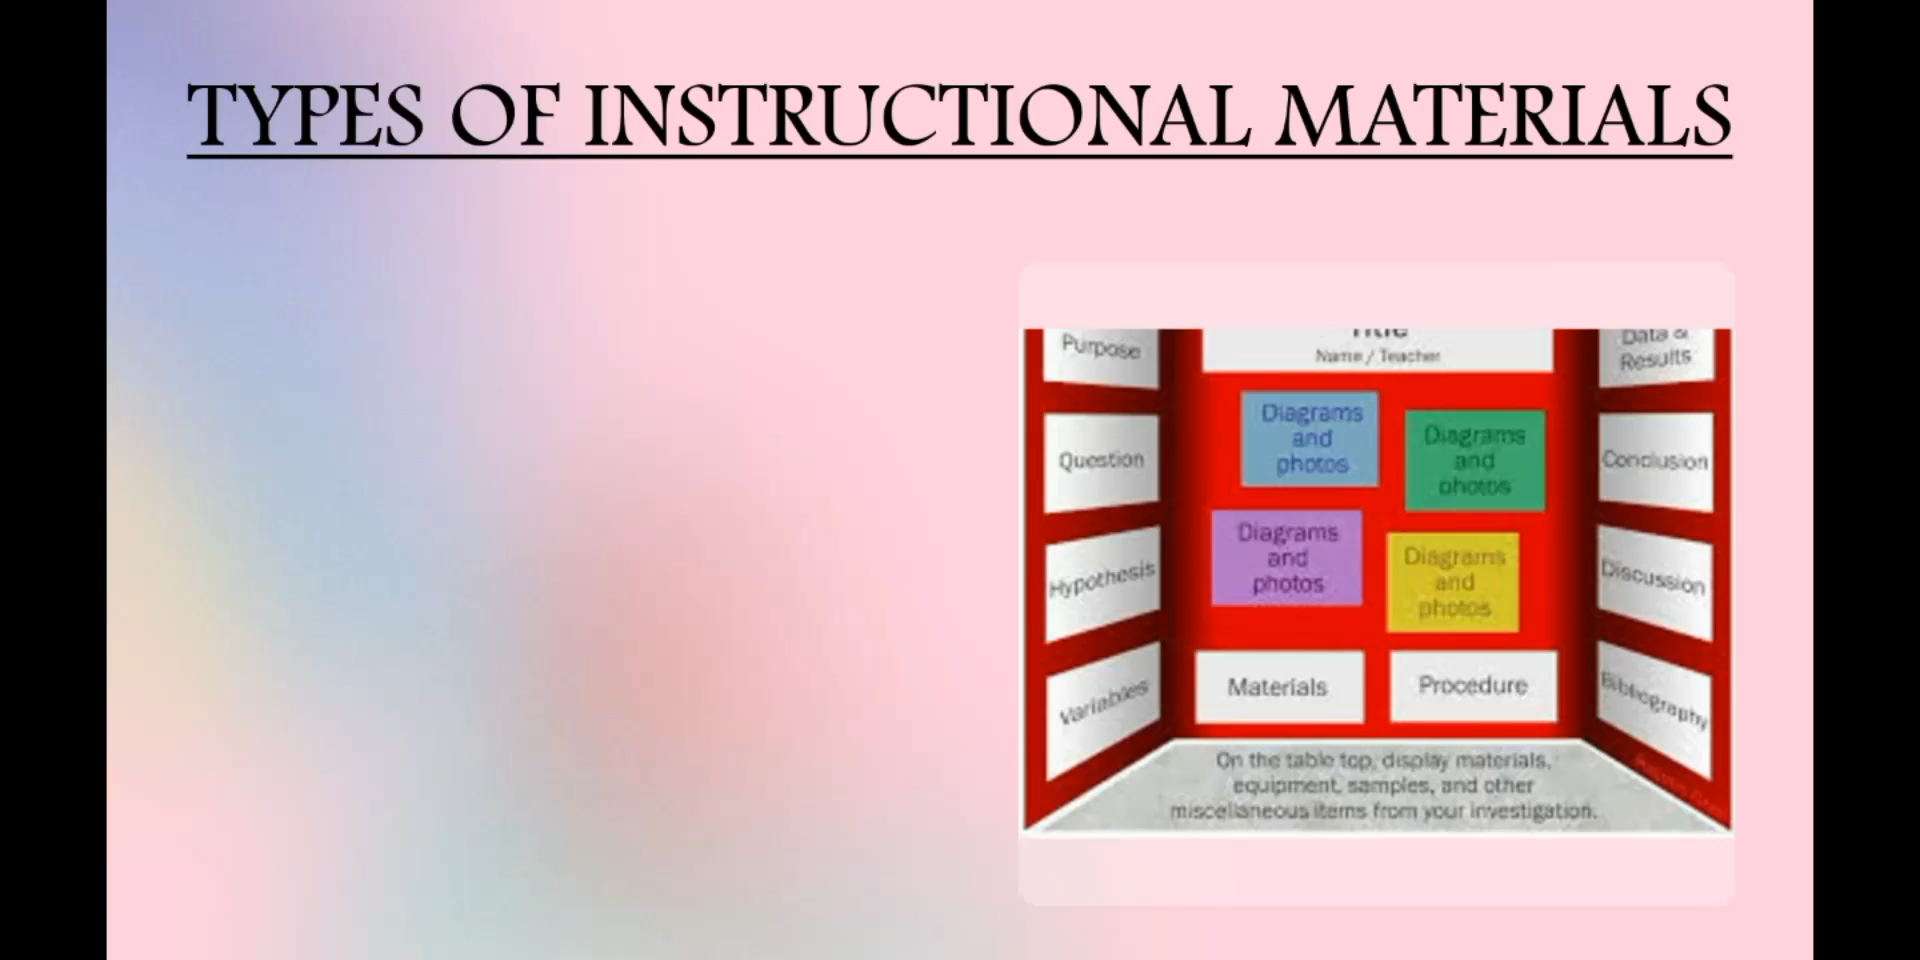 TYPES OF INSTRUCTIONAL MATERIALS
Purpose
Question
Hypothesis
Variables
Title
Name / Teacher
Diagrams
and
photos
Diagrams
and
photos
Diagrams
and
photos
Diagrams
and
photos
Materials
Procedure
Data &
Results
Conclusion
Discussion
Bibliography
On the table top, display materials,
equipment, samples, and other
miscellaneous items from your investigation.